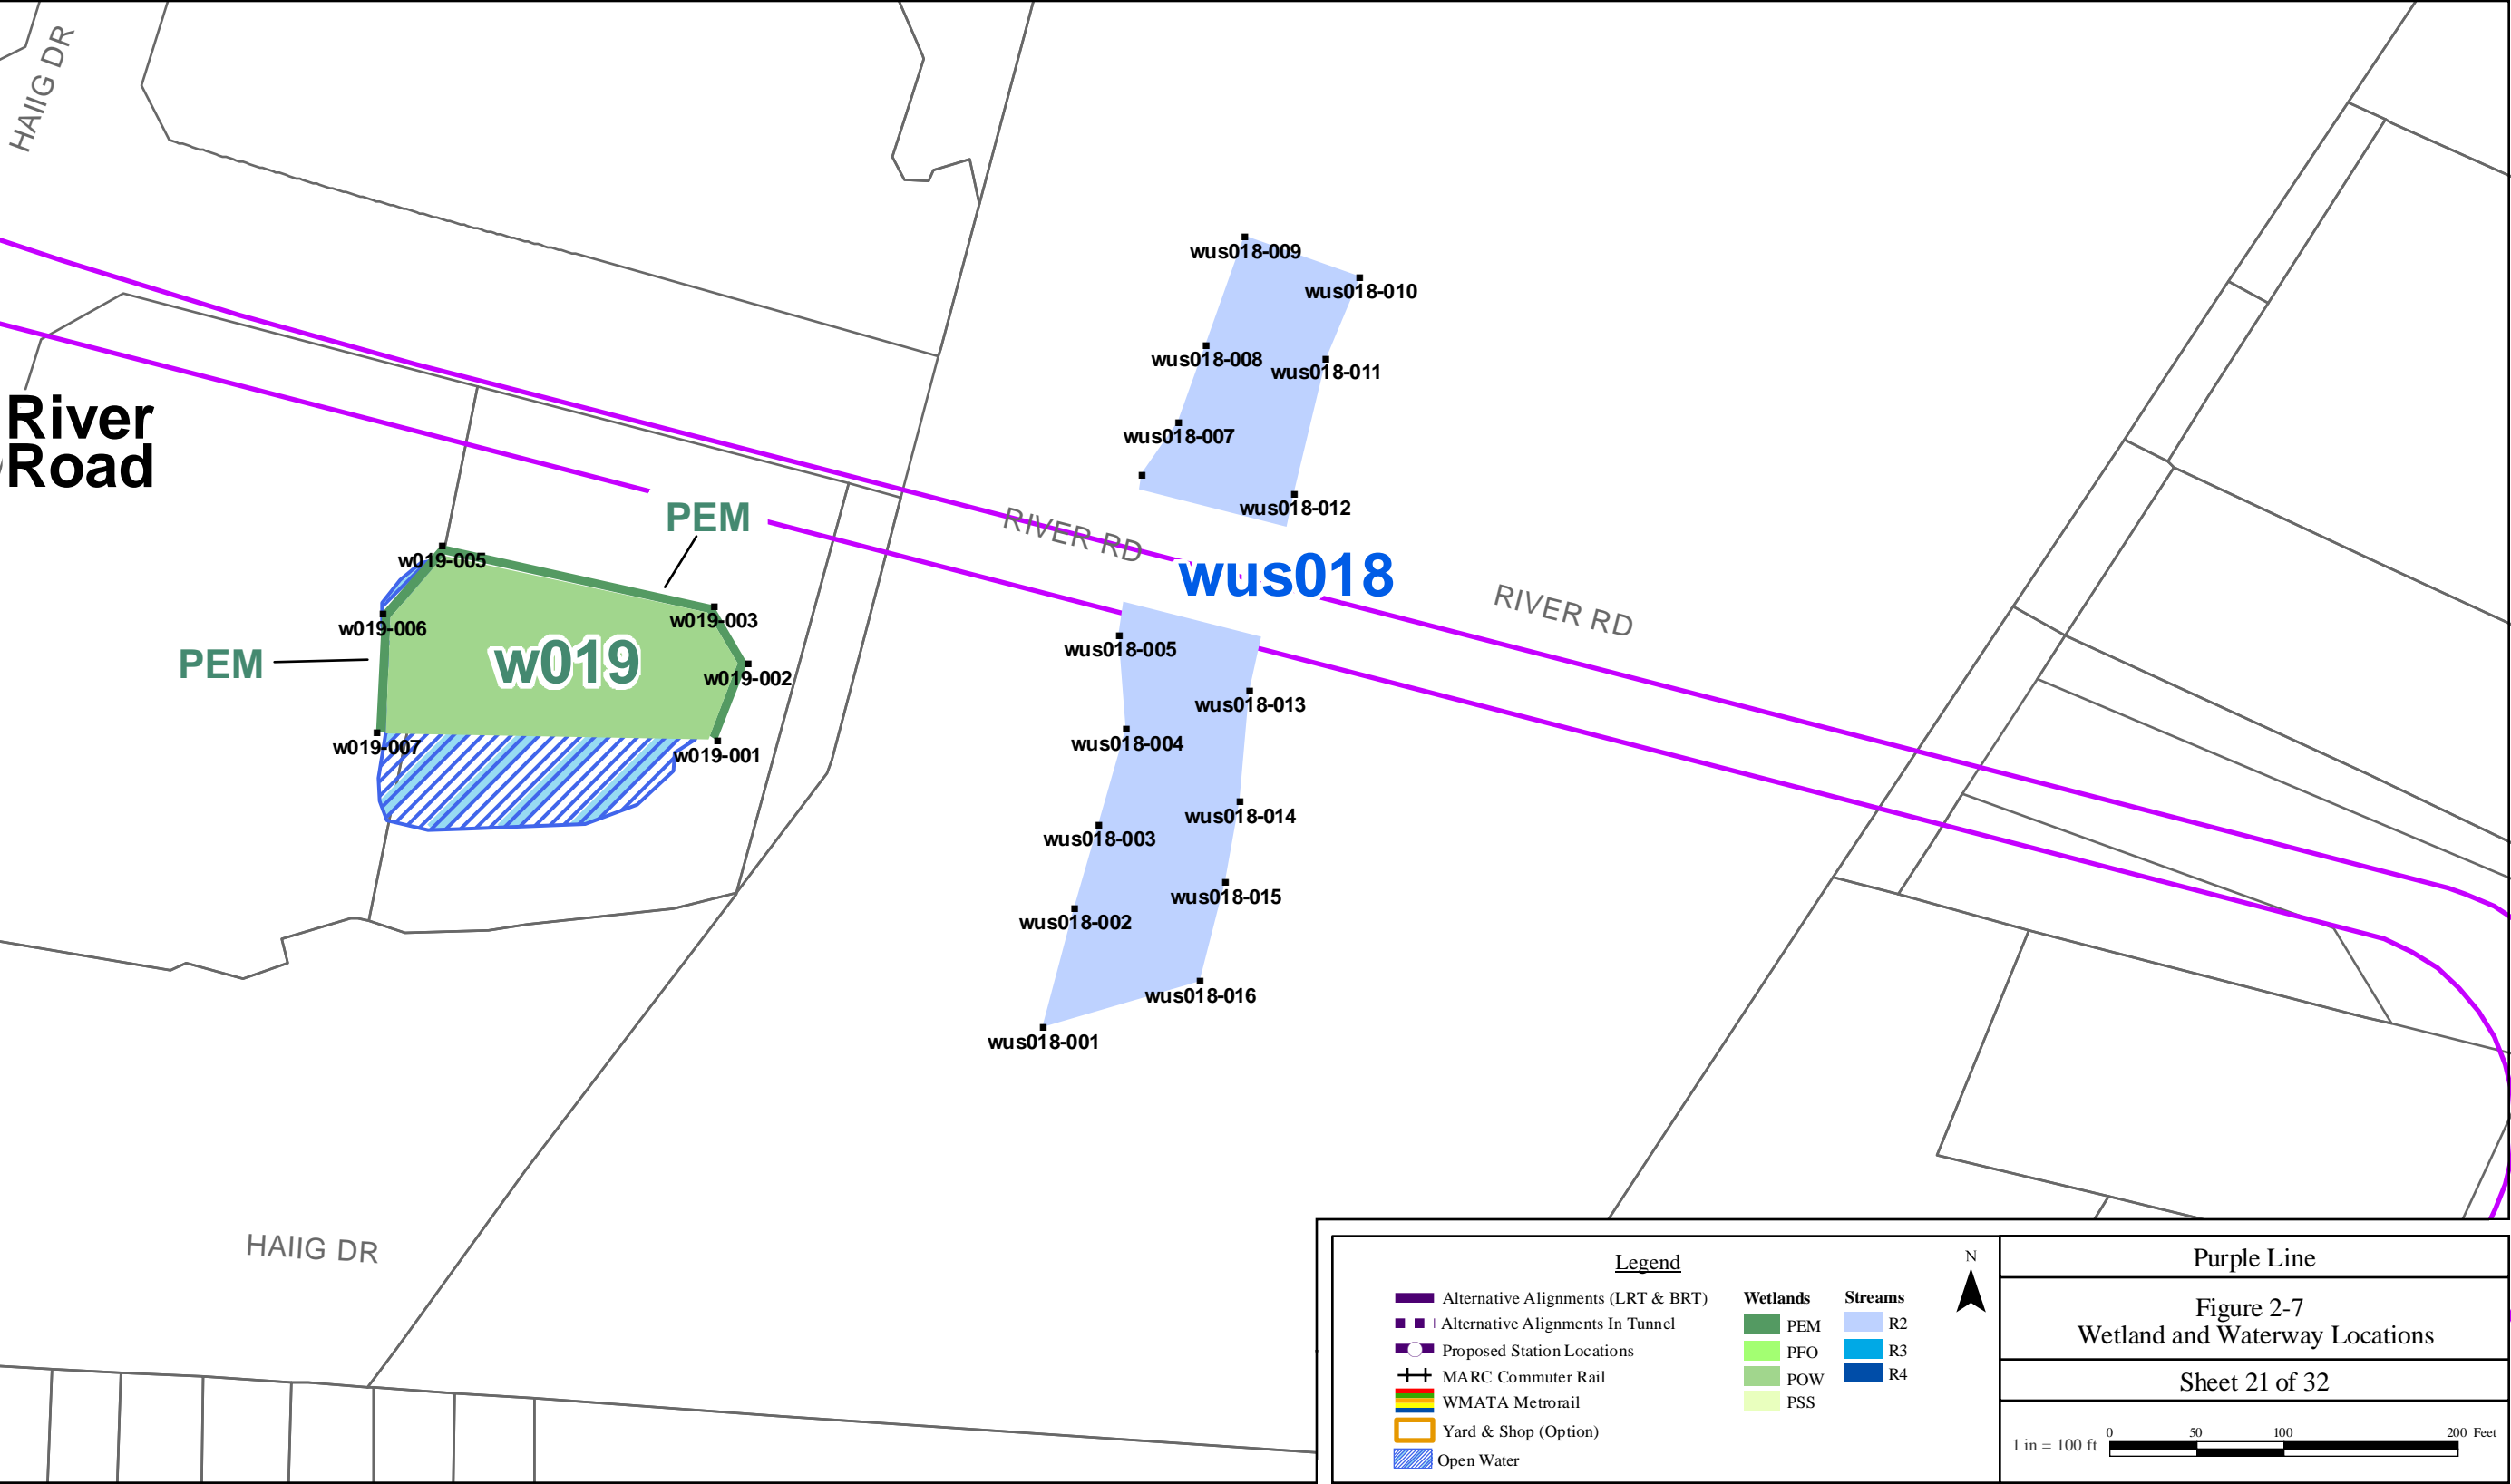 HAIIG DR
River
Road
wus018-009
wus018-010
wus018-008
wus018-011
wus018-007
wus018-012
RIVER RD
wus018
RIVER RD
PEM
w019-005
w019-003
w019-006
PEM
w019
w019-002
w019-007
w019-001
wus018-005
wus018-013
wus018-004
wus018-014
wus018-003
wus018-015
wus018-002
wus018-016
wus018-001
HAIIG DR
Legend
Alternative Alignments (LRT & BRT)
Alternative Alignments In Tunnel
Proposed Station Locations
MARC Commuter Rail
WMATA Metrorail
Yard & Shop (Option)
Open Water
Wetlands
PEM
PFO
POW
PSS
Streams
R2
R3
R4
N
Purple Line
Figure 2-7
Wetland and Waterway Locations
Sheet 21 of 32
1 in = 100 ft
0 50 100 200 Feet